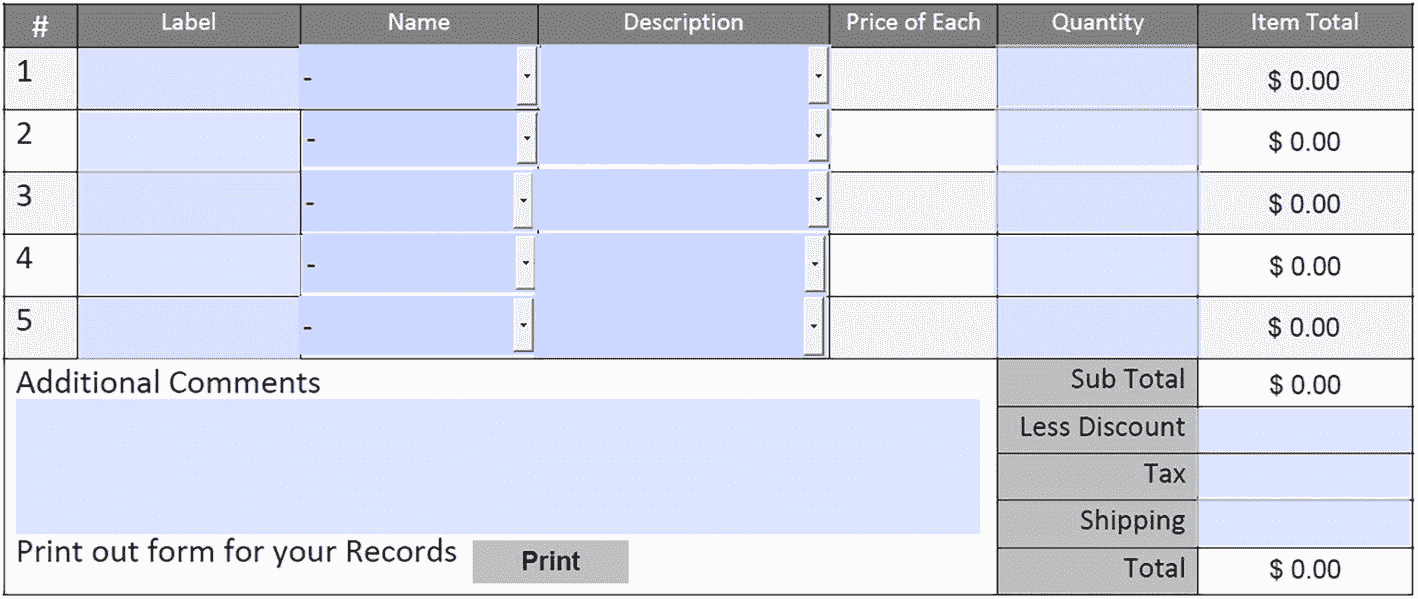 # Label Name Description Price of Each Quantity Item Total
1 - $ 0.00
2 - $ 0.00
3 - $ 0.00
4 - $ 0.00
5 - $ 0.00
Additional Comments
Sub Total $ 0.00
Less Discount
Tax
Shipping
Print out form for your Records Print
Total $ 0.00